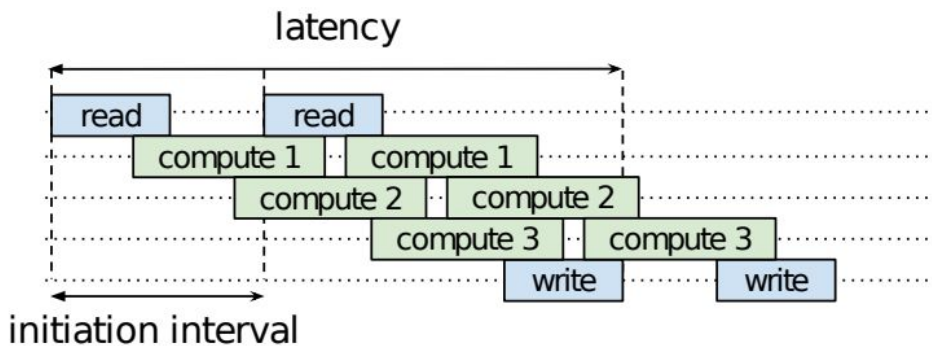 latency
read read
compute 1 compute 1
compute 2 compute 2
compute 3 compute 3
write write
initiation interval